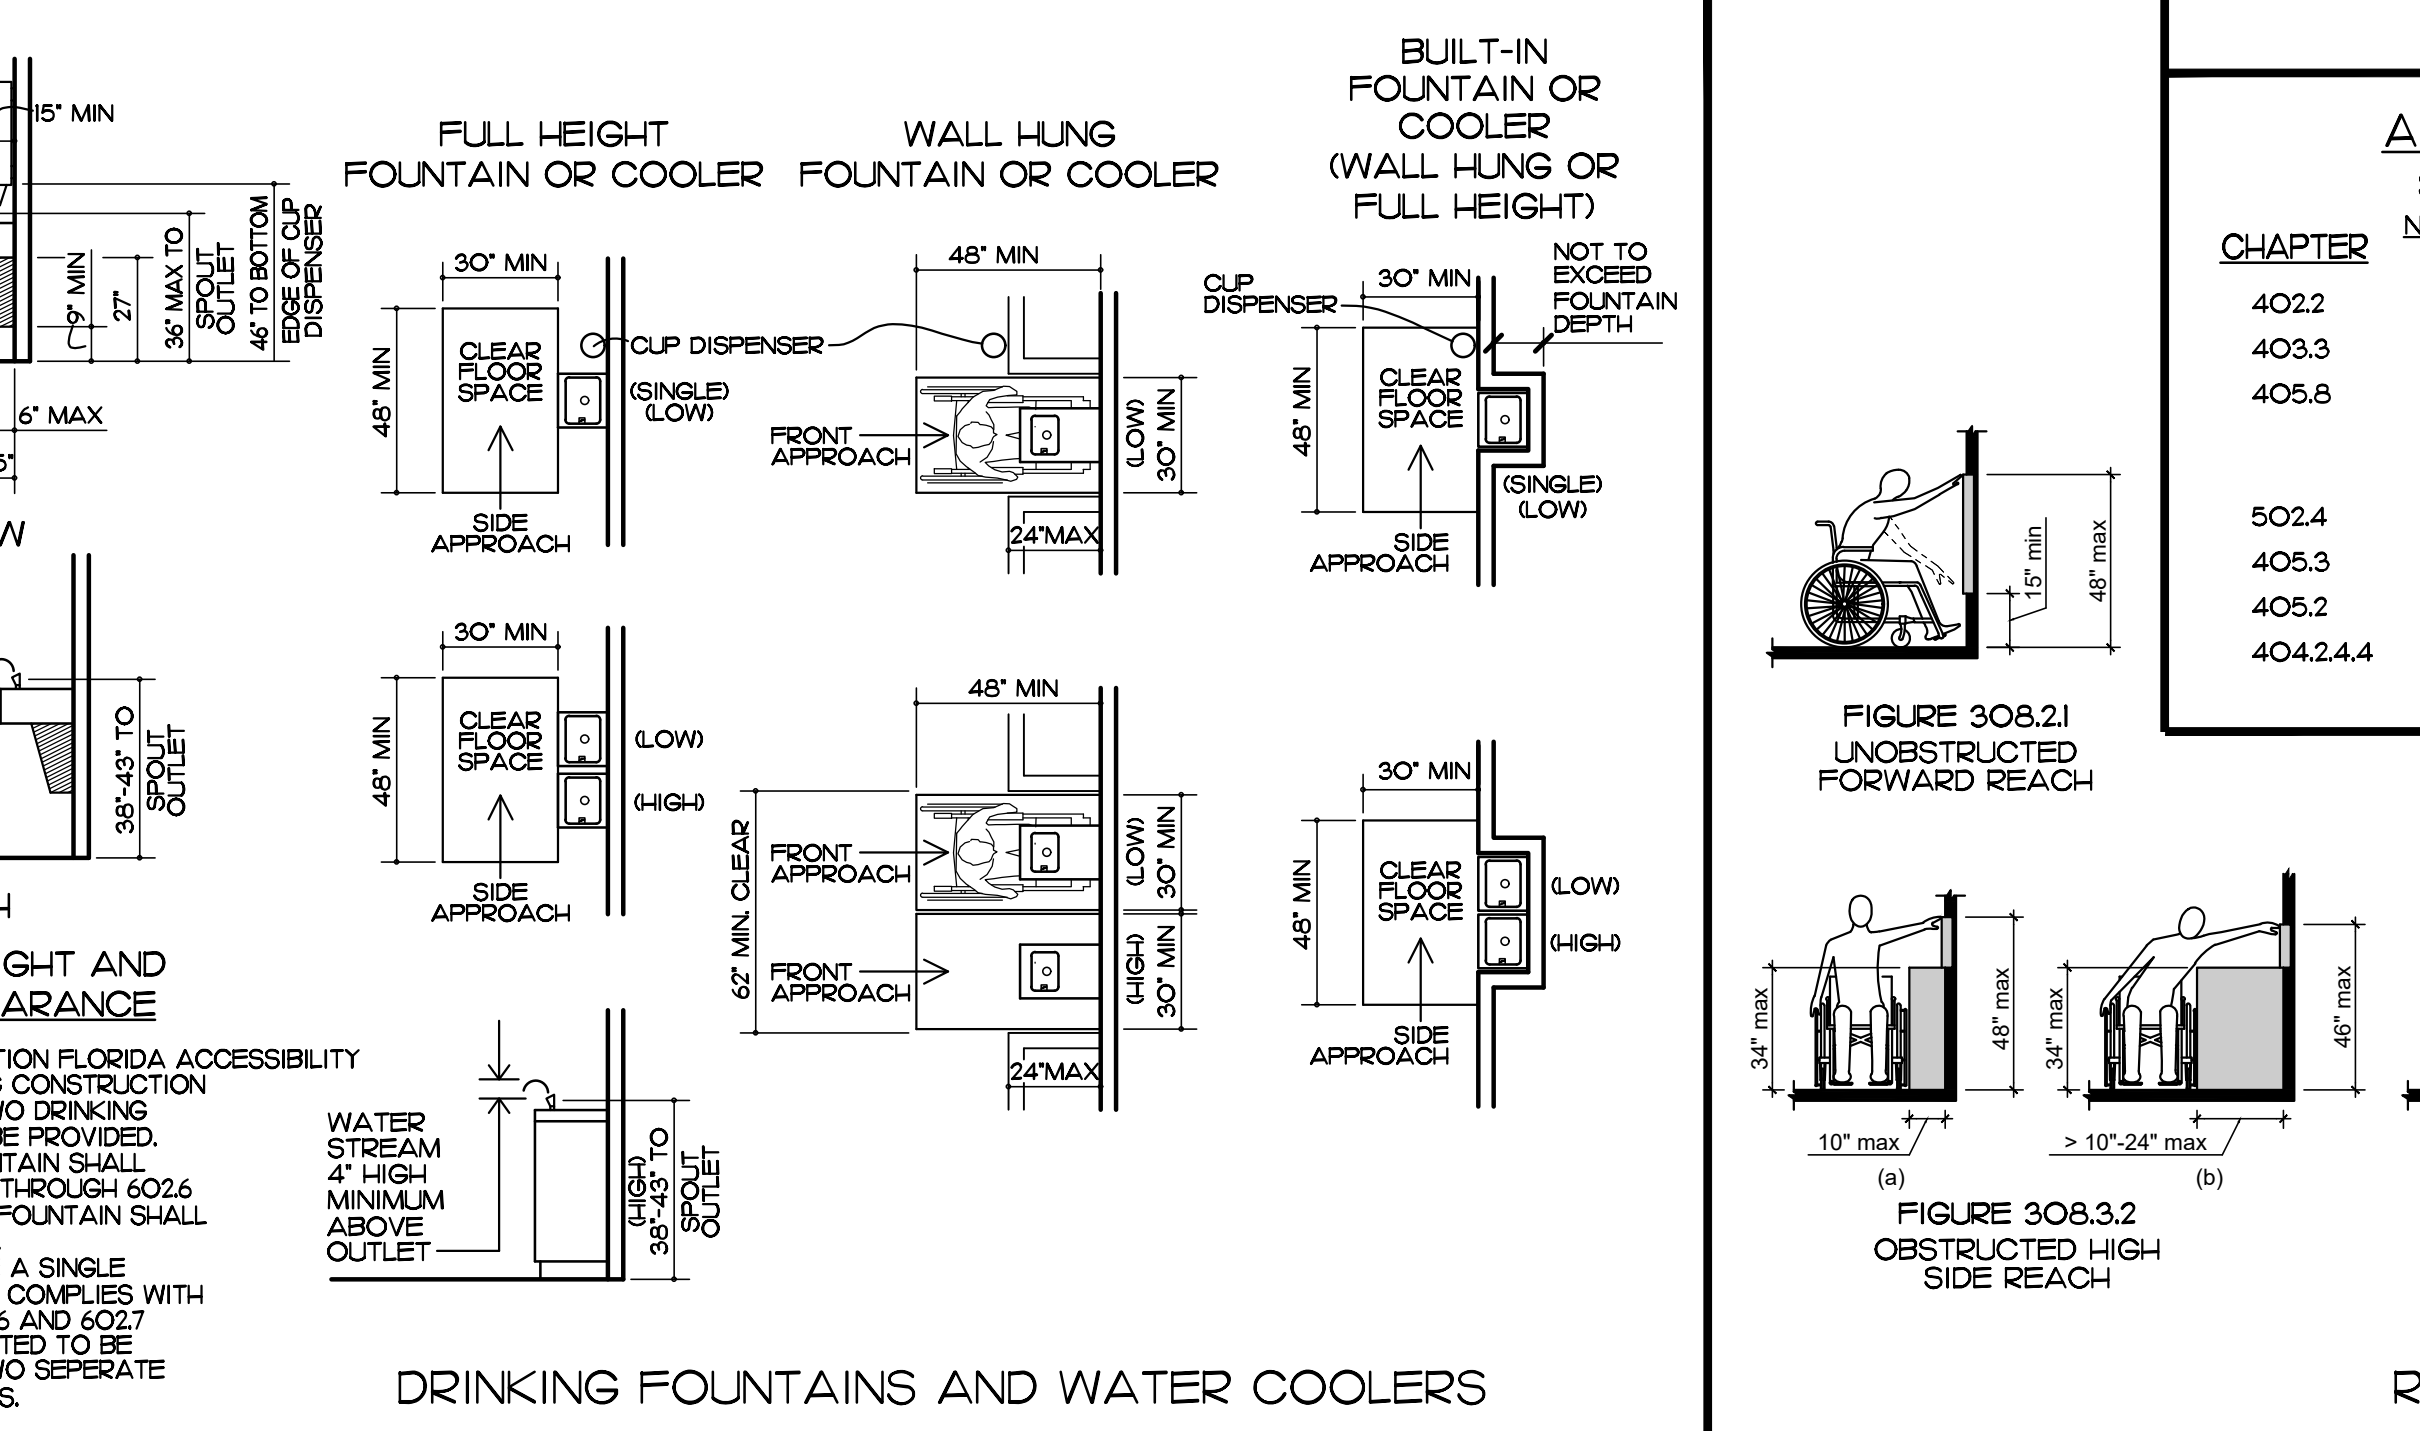 15" MIN
9" MIN
27"
36" MAX TO
SPOUT
OUTLET
46" TO BOTTOM
EDGE OF CUP
DISPENSER
6" MAX
38"-43" TO
SPOUT
OUTLET
GHT AND
ARANCE
TION FLORIDA ACCESSIBILITY
G CONSTRUCTION
WO DRINKING
BE PROVIDED.
NTAIN SHALL
THROUGH 602.6
FOUNTAIN SHALL
A SINGLE
COMPLIES WITH
6 AND 602.7
TED TO BE
WO SEPERATE
S.
FULL HEIGHT
FOUNTAIN OR COOLER
30" MIN
48" MIN
CLEAR
FLOOR
SPACE
CUP DISPENSER
(SINGLE)
(LOW)
SIDE
APPROACH
30" MIN
48" MIN
CLEAR
FLOOR
SPACE
(LOW)
(HIGH)
SIDE
APPROACH
WATER
STREAM
4" HIGH
MINIMUM
ABOVE
OUTLET
(HIGH)
38"-43" TO
SPOUT
OUTLET
WALL HUNG
FOUNTAIN OR COOLER
48" MIN
FRONT
APPROACH
(LOW)
30" MIN
24"MAX
48" MIN
62" MIN. CLEAR
FRONT
APPROACH
(LOW)
30" MIN
FRONT
APPROACH
(HIGH)
30" MIN
24"MAX
BUILT-IN
FOUNTAIN OR
COOLER
(WALL HUNG OR
FULL HEIGHT)
CUP
DISPENSER
30" MIN
NOT TO
EXCEED
FOUNTAIN
DEPTH
48" MIN
CLEAR
FLOOR
SPACE
(SINGLE)
(LOW)
SIDE
APPROACH
30" MIN
48" MIN
CLEAR
FLOOR
SPACE
(LOW)
(HIGH)
SIDE
APPROACH
DRINKING FOUNTAINS AND WATER COOLERS
15" min
48" max
FIGURE 308.2.1
UNOBSTRUCTED
FORWARD REACH
34" max
48" max
10" max
(a)
34" max
46" max
> 10"-24" max
(b)
FIGURE 308.3.2
OBSTRUCTED HIGH
SIDE REACH
CHAPTER
402.2
403.3
405.8
502.4
405.3
405.2
404.2.4.4